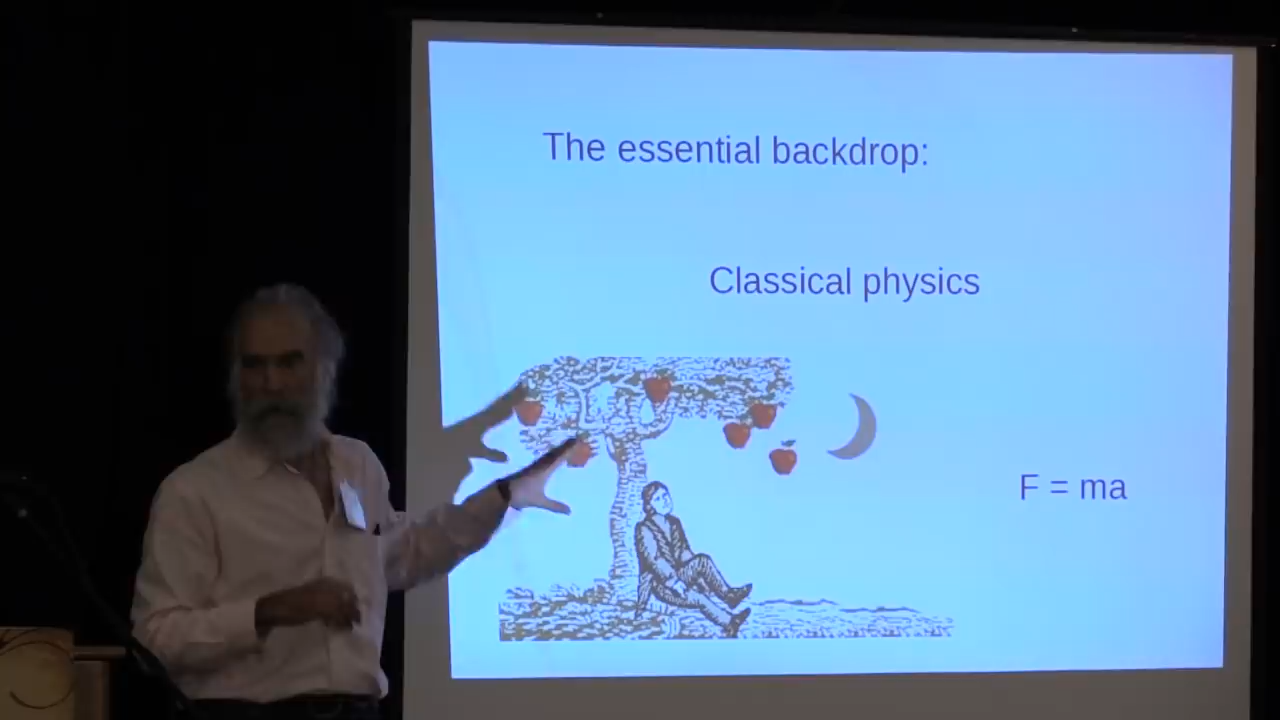 The essential backdrop:
Classical physics
F = ma